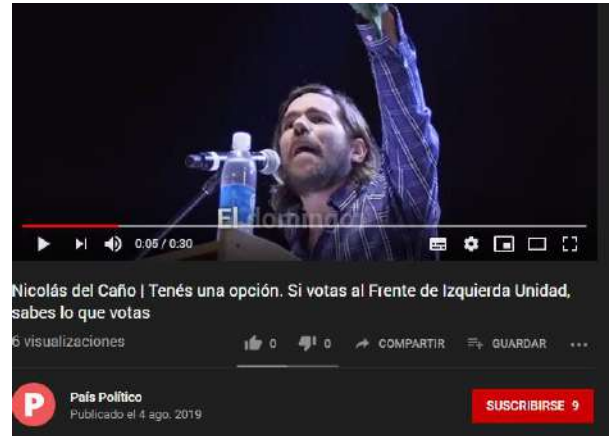 El domingo
0:05 / 0:30
Nicolás del Caño | Tenés una opción. Si votas al Frente de Izquierda Unidad,
sabes lo que votas
6 visualizaciones
0
0
COMPARTIR
GUARDAR
P
País Político
Publicado el 4 ago. 2019
SUSCRIBIRSE 9